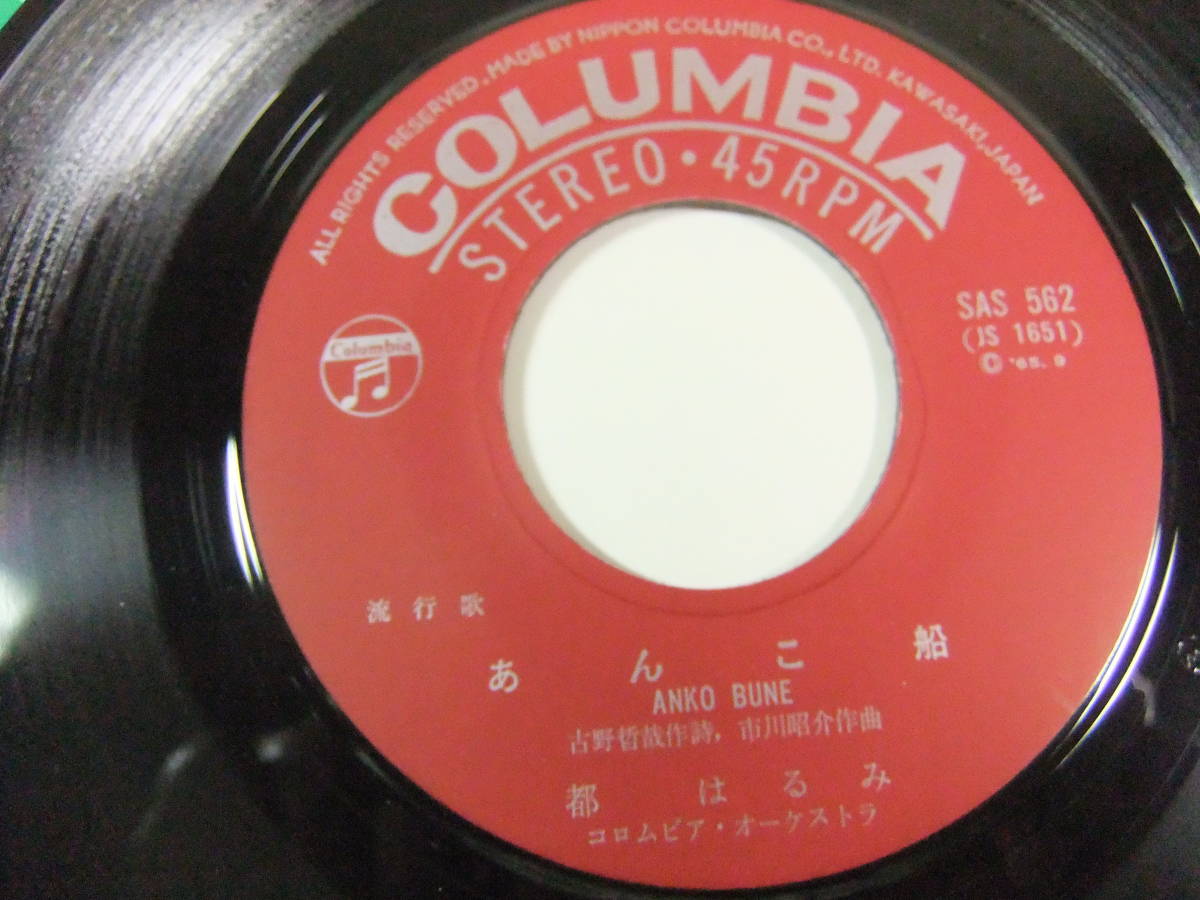 ALL RIGHTS RESERVED. MADE BY NIPPON COLUMBIA CO., LTD. KAWASAKI, JAPAN
COLUMBIA
STEREO・45RPM
Columbia
SAS 562
(JS 1651)
© '65. 9
流行歌
あんこ船
ANKO BUNE
古野哲哉作詩, 市川昭介作曲
都はるみ
コロムビア・オーケストラ